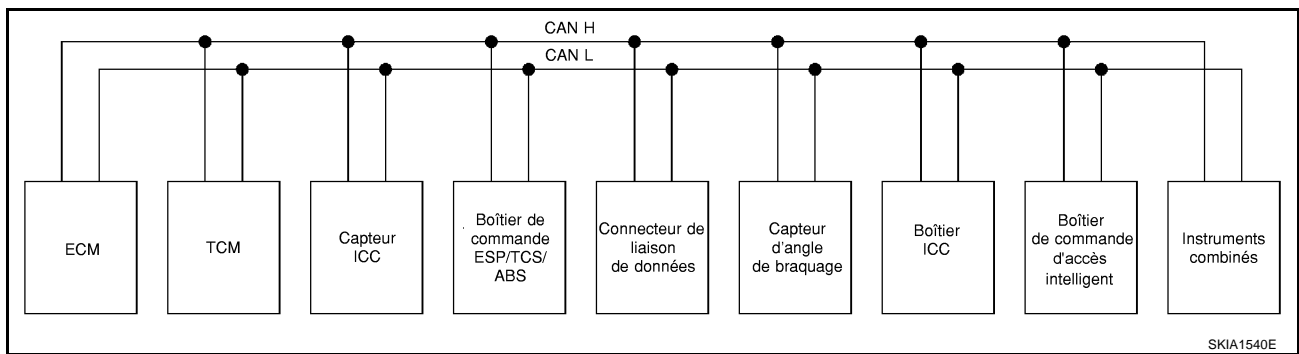 CAN H
CAN L
ECM
TCM
Capteur
ICC
Boîtier de
commande
ESP/TCS/
ABS
Connecteur de
liaison
de données
Capteur
d'angle
de braquage
Boîtier
ICC
Boîtier
de commande
d'accès
intelligent
Instruments
combinés
SKIA1540E